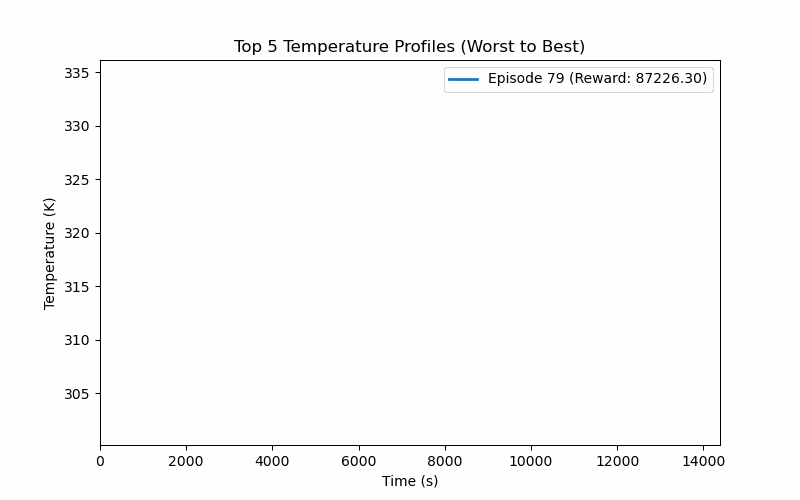 Top 5 Temperature Profiles (Worst to Best)
Episode 79 (Reward: 87226.30)
Temperature (K)
335
330
325
320
315
310
305
0 2000 4000 6000 8000 10000 12000 14000
Time (s)